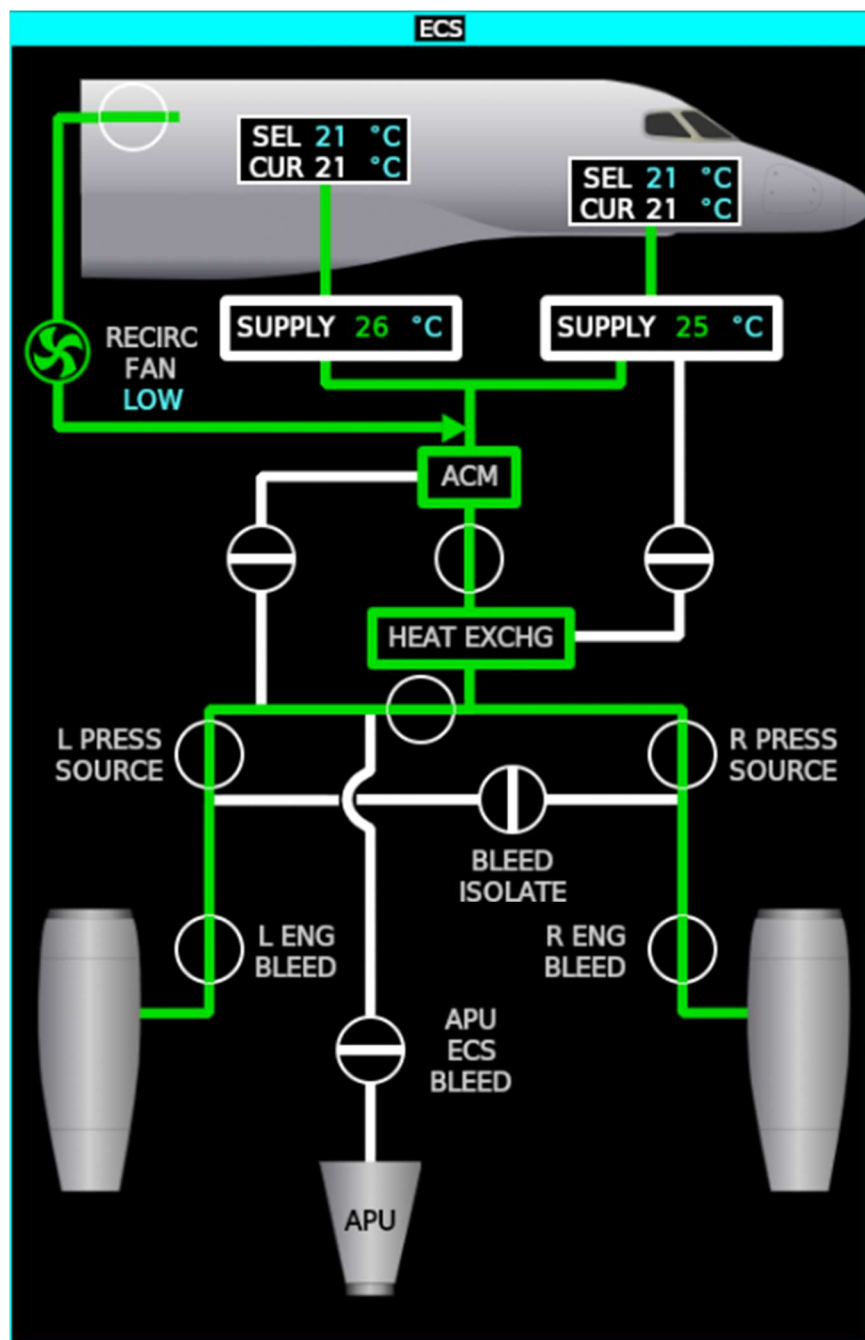 ECS
SEL 21 °C
CUR 21 °C
SEL 21 °C
CUR 21 °C
SUPPLY 26 °C
SUPPLY 25 °C
RECIRC
FAN
LOW
ACM
HEAT EXCHG
L PRESS
SOURCE
R PRESS
SOURCE
BLEED
ISOLATE
L ENG
BLEED
R ENG
BLEED
APU
ECS
BLEED
APU